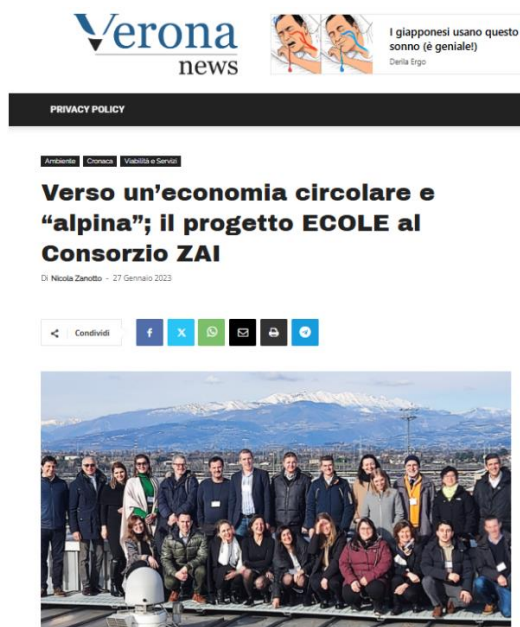 Verona
news
I giapponesi usano questo
sonno (è geniale!)
Derila Ergo
PRIVACY POLICY
Ambiente Cronaca Viabilità e Servizi
Verso un’economia circolare e
“alpina”; il progetto ECOLE al
Consorzio ZAI
Di Nicola Zanotto - 27 Gennaio 2023
Condividi